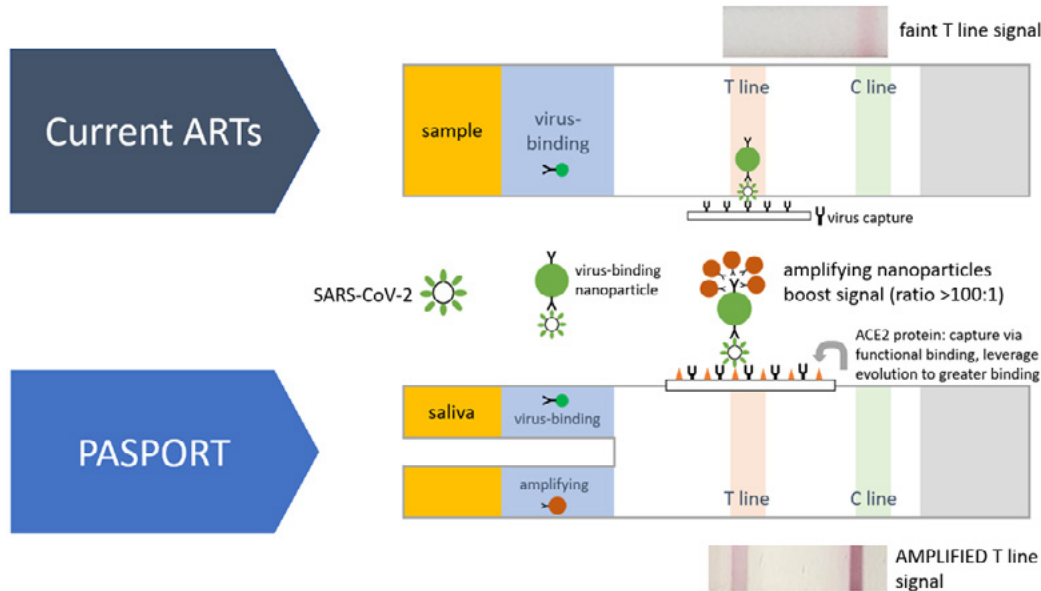 faint T line signal
Current ARTs
sample
virus-
binding
T line
C line
virus capture
SARS-CoV-2
virus-binding
nanoparticle
amplifying nanoparticles
boost signal (ratio >100:1)
ACE2 protein: capture via
functional binding, leverage
evolution to greater binding
PASPORT
saliva
virus-binding
amplifying
T line
C line
AMPLIFIED T line
signal